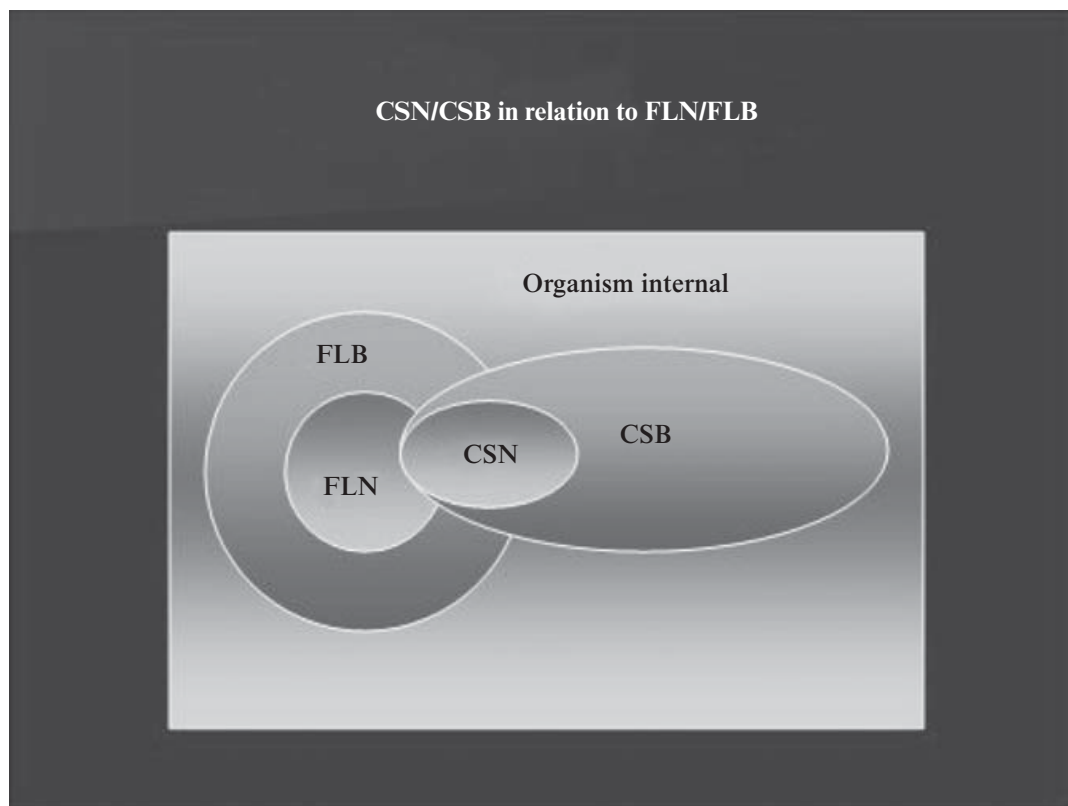 CSN/CSB in relation to FLN/FLB
Organism internal
FLB
CSB
CSN
FLN